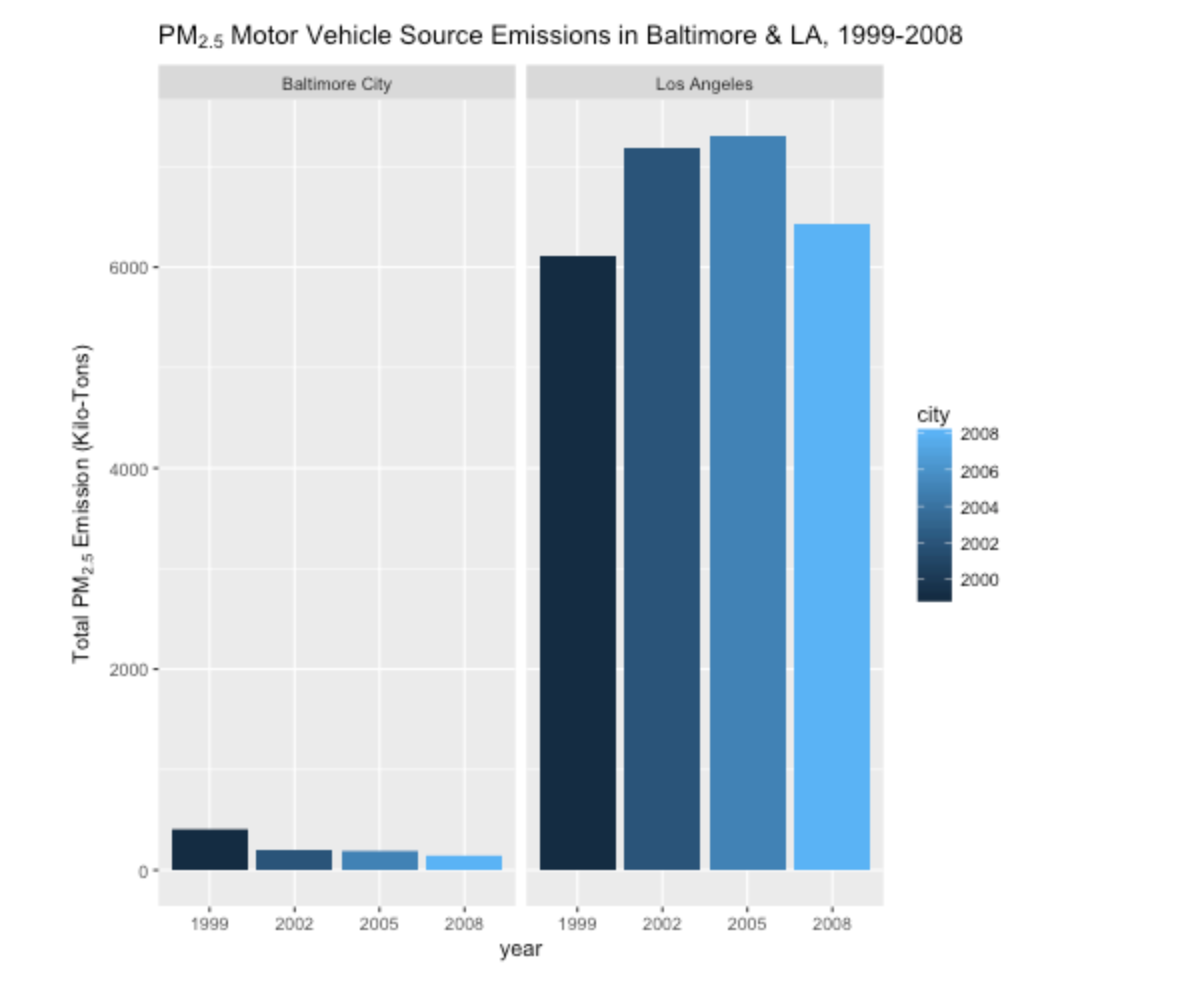 PM2.5 Motor Vehicle Source Emissions in Baltimore & LA, 1999-2008
Baltimore City
Los Angeles
Total PM2.5 Emission (Kilo-Tons)
6000
4000
2000
0
1999 2002 2005 2008
1999 2002 2005 2008
year
city
2008
2006
2004
2002
2000